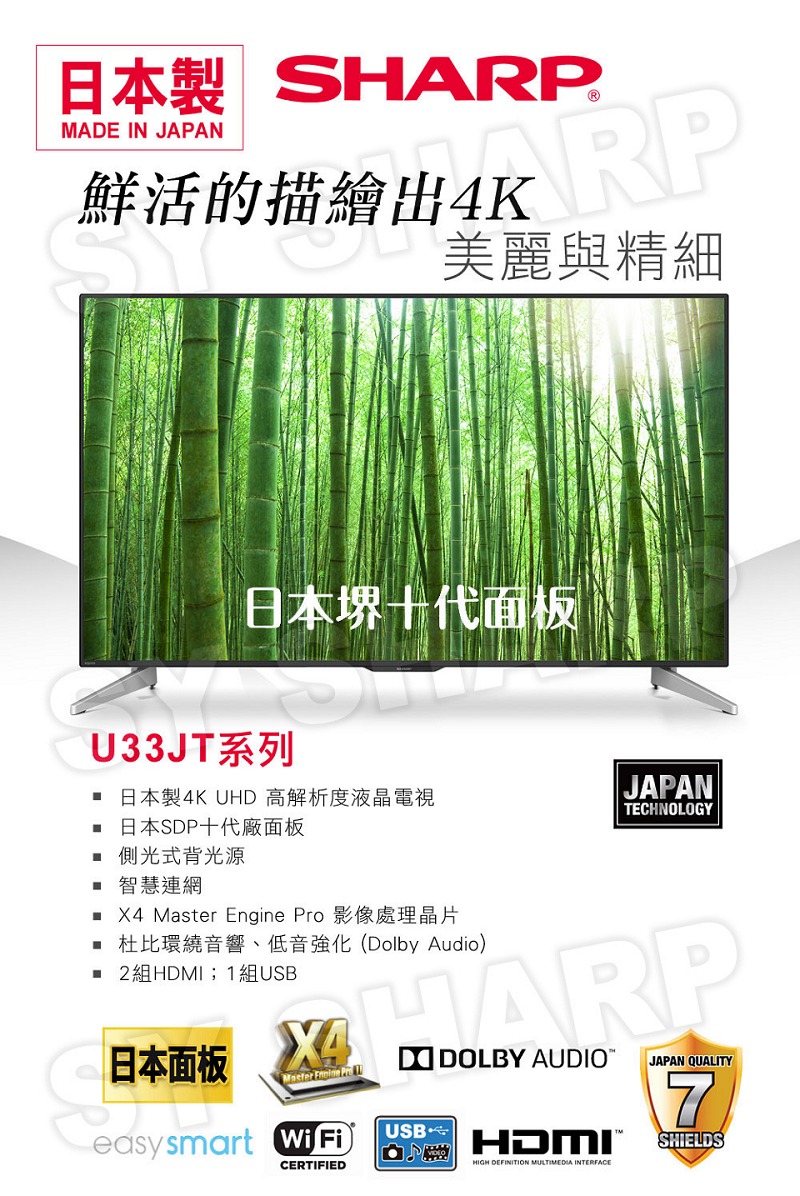 日本製
MADE IN JAPAN
SHARP®
鮮活的描繪出4K
美麗與精細
日本堺十代面板
SHARP
U33JT系列
▪ 日本製4K UHD 高解析度液晶電視
▪ 日本SDP十代廠面板
▪ 側光式背光源
▪ 智慧連網
▪ X4 Master Engine Pro 影像處理晶片
▪ 杜比環繞音響、低音強化 (Dolby Audio)
▪ 2組HDMI；1組USB
JAPAN
TECHNOLOGY
日本面板
X4
Master Engine Pro II
DOLBY AUDIO™
JAPAN QUALITY
7
SHIELDS
easysmart
WiFi
CERTIFIED
USB
VIDEO
HDMI™
HIGH DEFINITION MULTIMEDIA INTERFACE
SY SHARP
SY SHARP
SY SHARP